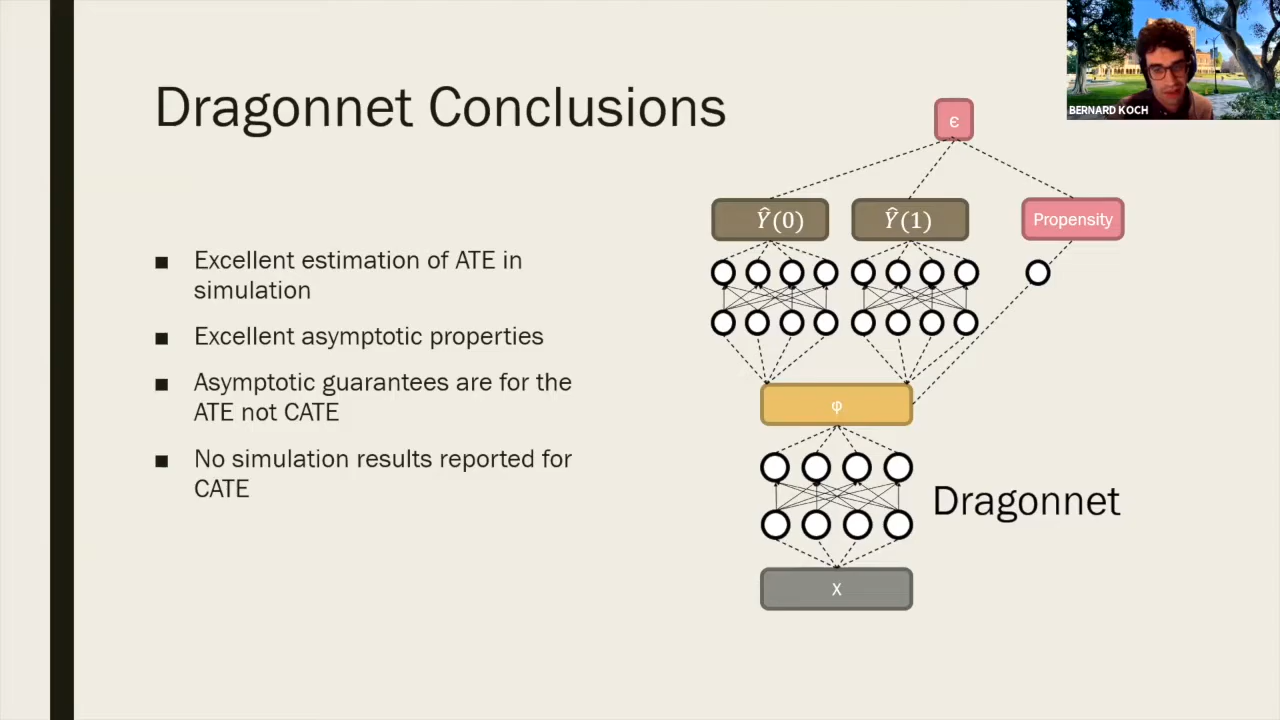 Dragonnet Conclusions
BERNARD KOCH
■ Excellent estimation of ATE in
simulation
■ Excellent asymptotic properties
■ Asymptotic guarantees are for the
ATE not CATE
■ No simulation results reported for
CATE
ϵ
Ŷ(0)
Ŷ(1)
Propensity
φ
Dragonnet
X